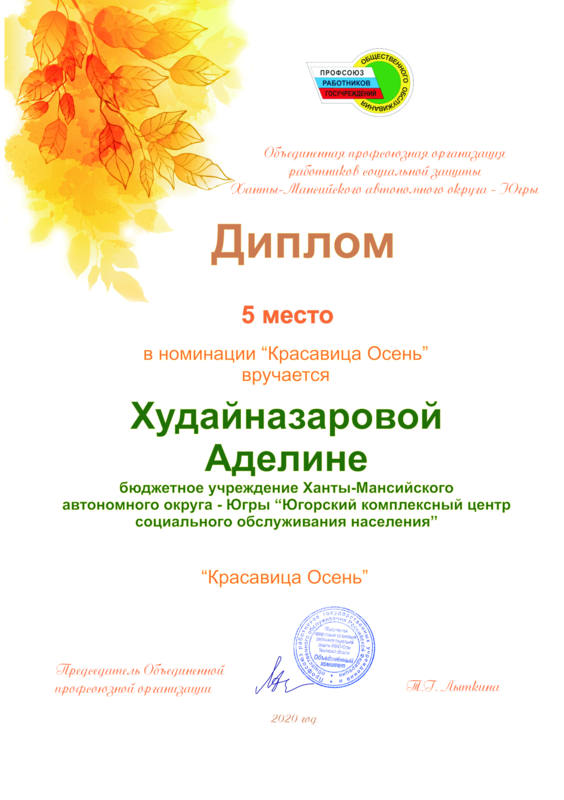 ПРОФСОЮЗ
РАБОТНИКОВ
ГОСУЧРЕЖДЕНИЙ
ОБЩЕСТВЕННОГО ОБСЛУЖИВАНИЯ
Объединенная профсоюзная организация
работников социальной защиты
Ханты-Мансийского автономного округа - Югры
Диплом
5 место
в номинации “Красавица Осень”
вручается
Худайназаровой
Аделине
бюджетное учреждение Ханты-Мансийского
автономного округа - Югры “Югорский комплексный центр
социального обслуживания населения”
“Красавица Осень”
Объединённый
комитет
Председатель Объединенной
профсоюзной организации
Т.Г. Лыткина
2020 год